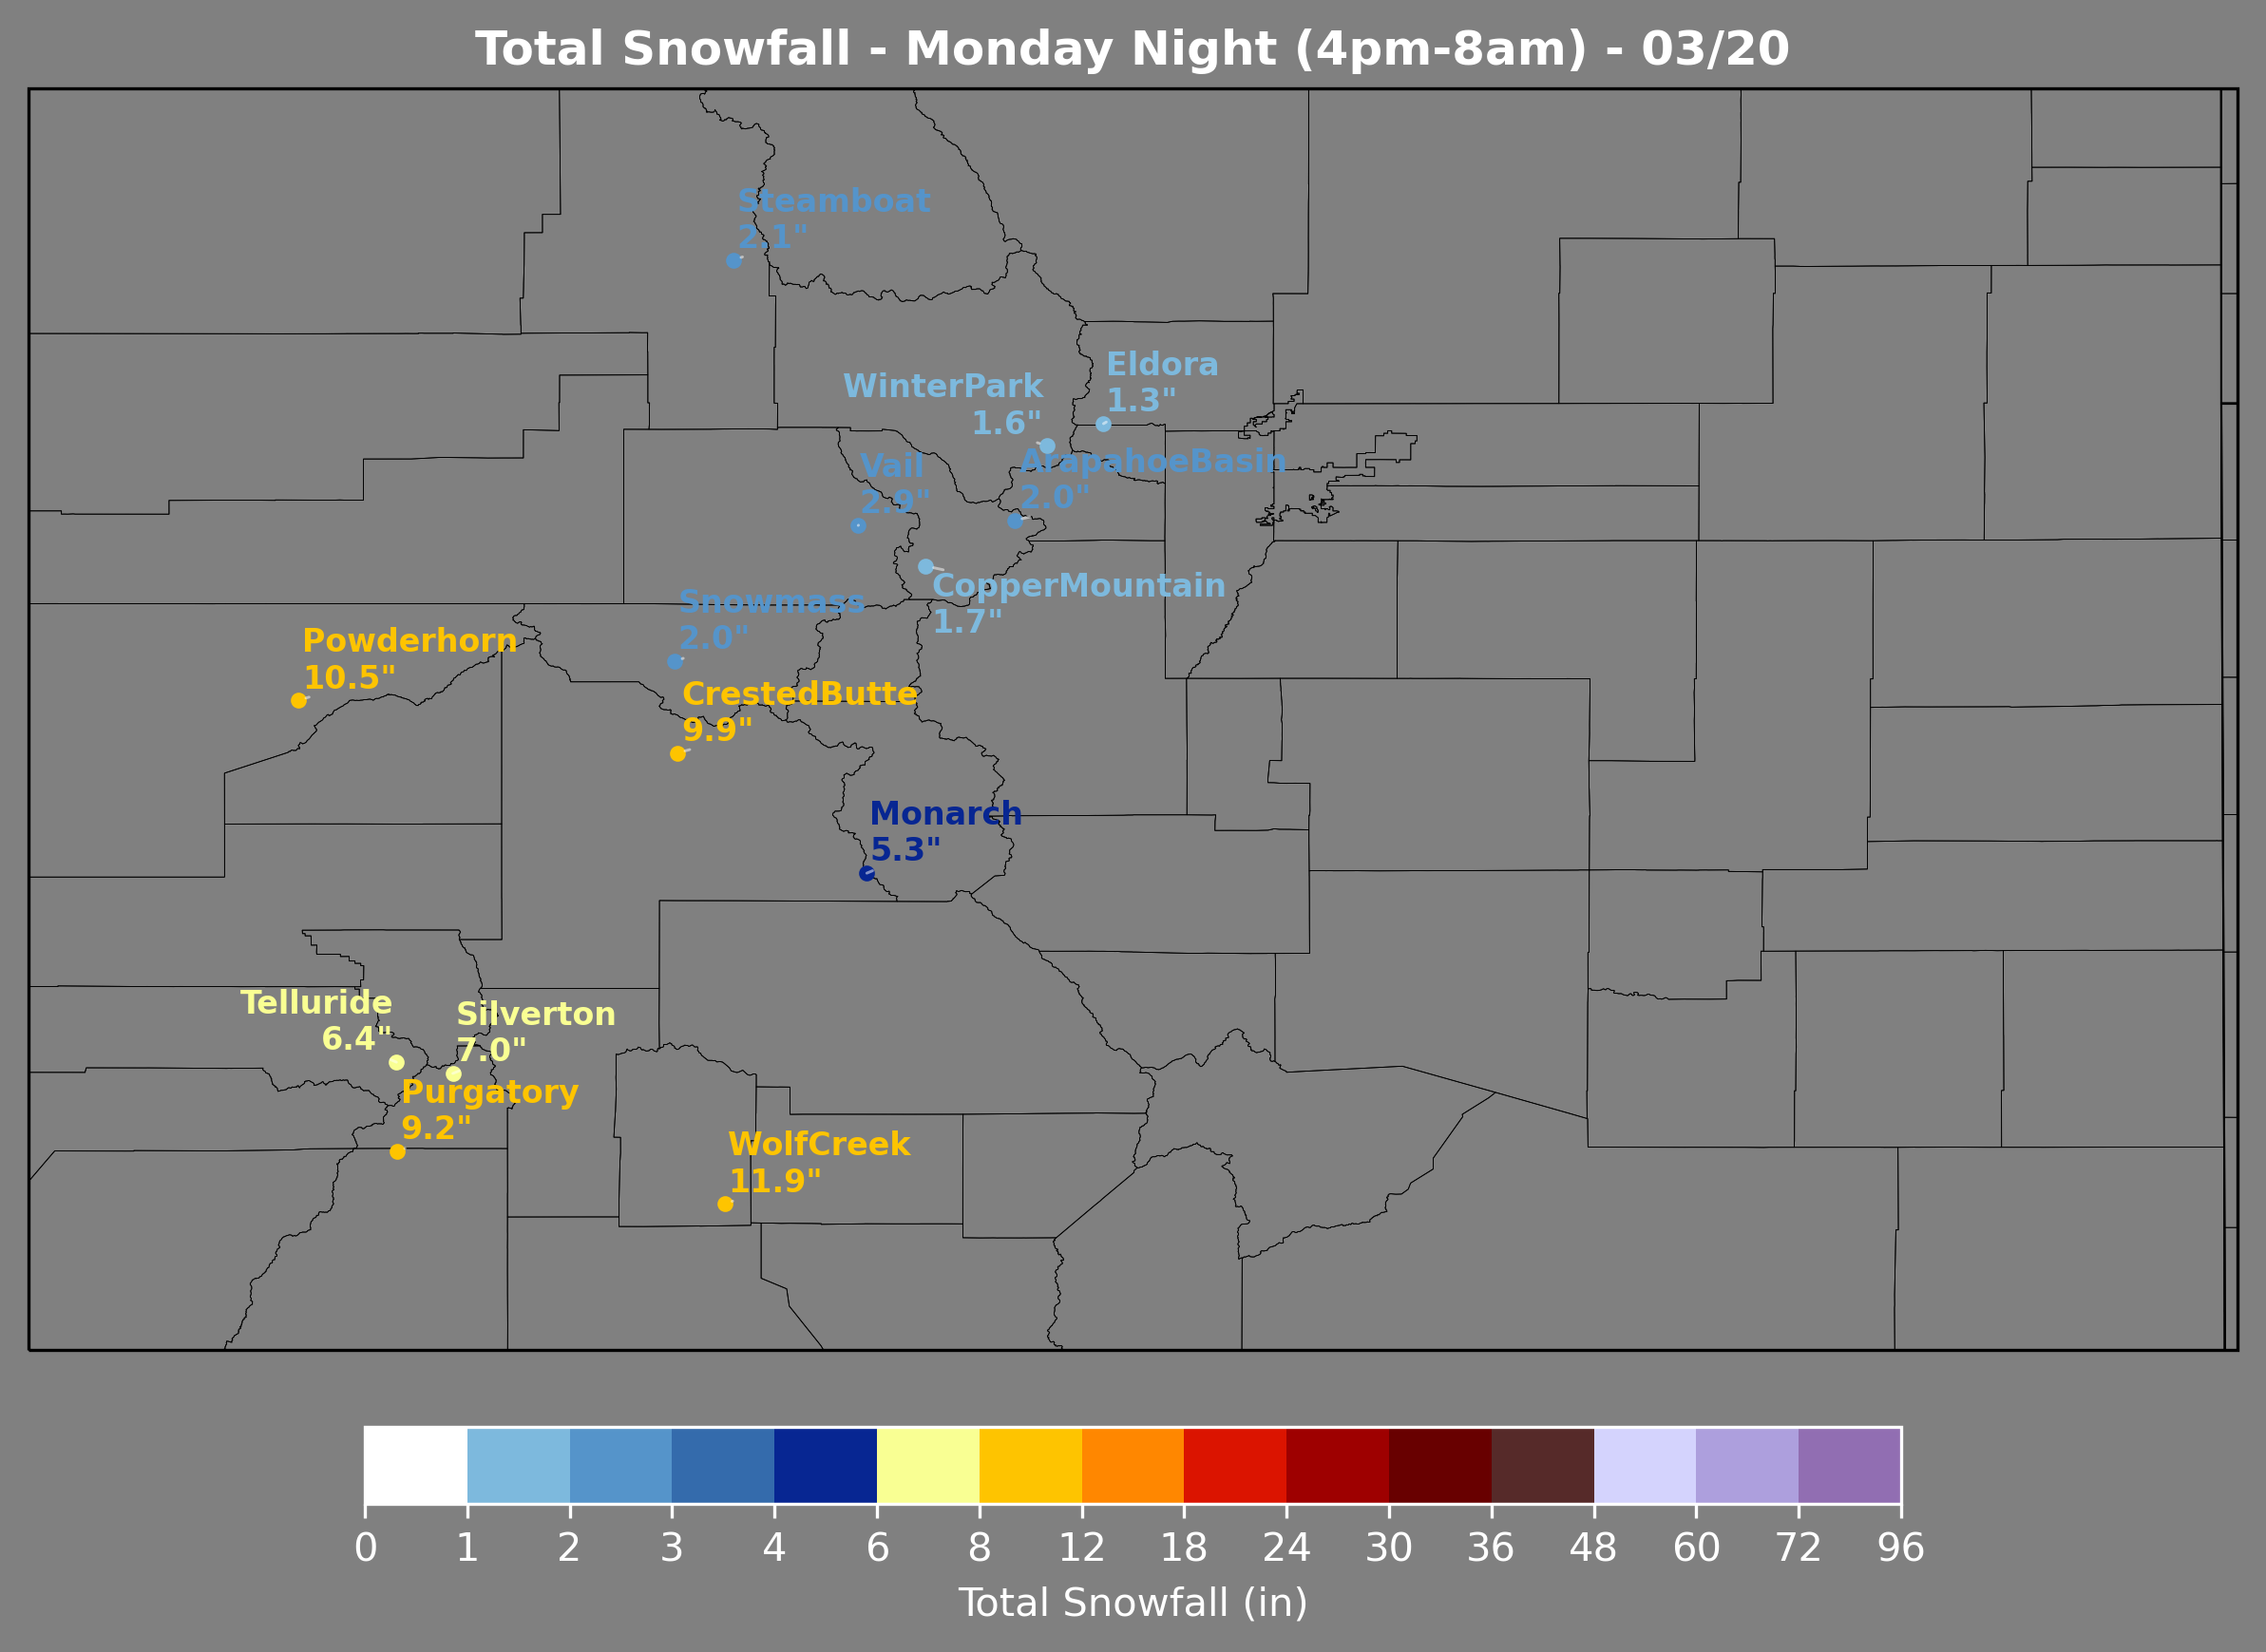 Total Snowfall - Monday Night (4pm-8am) - 03/20
Steamboat
2.1"
Eldora
1.3"
WinterPark
1.6"
Vail
2.9"
ArapahoeBasin
2.0"
CopperMountain
1.7"
Snowmass
2.0"
Powderhorn
10.5"
CrestedButte
9.9"
Monarch
5.3"
Telluride
6.4"
Silverton
7.0"
Purgatory
9.2"
WolfCreek
11.9"
0 1 2 3 4 6 8 12 18 24 30 36 48 60 72 96
Total Snowfall (in)